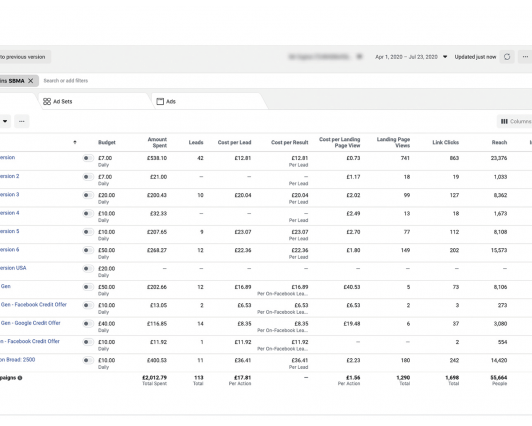 to previous version
Apr 1, 2020 – Jul 23, 2020 Updated just now
ins SBMA Search or add filters
Ad Sets Ads
Columns
Budget Amount Spent Leads Cost per Lead Cost per Result Cost per Landing Page View Landing Page Views Link Clicks Reach
ersion £7.00 £538.10 42 £12.81 £12.81 £0.73 741 863 23,376
Daily Per Lead
ersion 2 £7.00 £21.00 — — — £1.17 18 19 1,033
Daily Per Lead
ersion 3 £20.00 £200.43 10 £20.04 £20.04 £2.02 99 127 8,362
Daily Per Lead
ersion 4 £10.00 £32.33 — — — £2.49 13 18 1,673
Daily Per Lead
ersion 5 £10.00 £207.65 9 £23.07 £23.07 £2.70 77 112 8,108
Daily Per Lead
ersion 6 £50.00 £268.27 12 £22.36 £22.36 £1.80 149 202 15,573
Daily Per Lead
ersion USA £20.00 — — — — — — — —
Daily
Gen £50.00 £202.66 12 £16.89 £16.89 £40.53 5 73 8,106
Daily Per On-Facebook Lea...
Gen - Facebook Credit Offer £10.00 £13.05 2 £6.53 £6.53 £6.53 2 3 273
Daily Per On-Facebook Lea...
Gen - Google Credit Offer £40.00 £116.85 14 £8.35 £8.35 £19.48 6 37 3,080
Daily Per On-Facebook Lea...
n - Facebook Credit Offer £10.00 £11.92 1 £11.92 £11.92 — — 2 554
Daily Per On-Facebook Lea...
on Broad: 2500 £10.00 £400.53 11 £36.41 £36.41 £2.23 180 242 14,420
Daily Per Lead
paigns £2,012.79 113 £17.81 — £1.56 1,290 1,698 55,664
Total Spent Total Per Action Per Action Total Total People